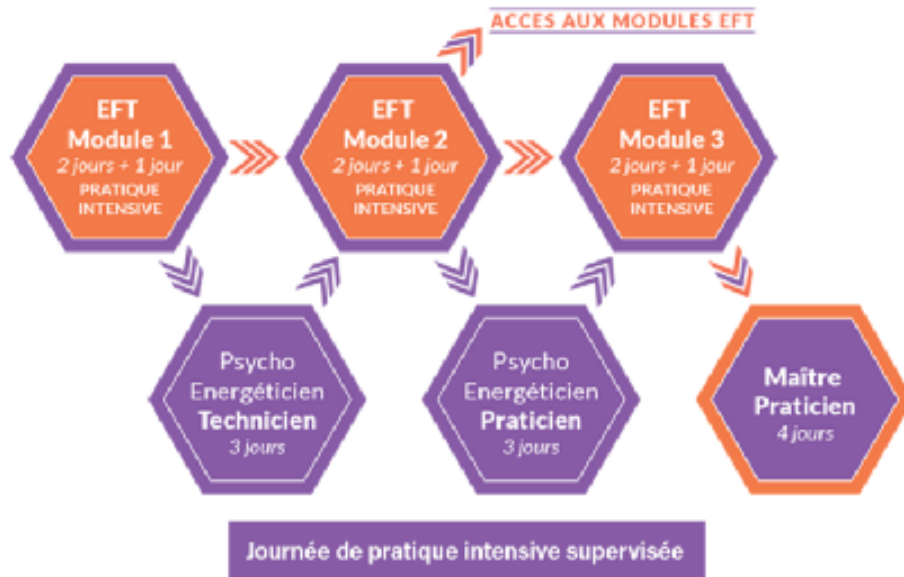 ACCES AUX MODULES EFT
EFT
Module 1
2 jours + 1 jour
PRATIQUE
INTENSIVE
EFT
Module 2
2 jours + 1 jour
PRATIQUE
INTENSIVE
EFT
Module 3
2 jours + 1 jour
PRATIQUE
INTENSIVE
Psycho
Energéticien
Technicien
3 jours
Psycho
Energéticien
Praticien
3 jours
Maître
Praticien
4 jours
Journée de pratique intensive supervisée